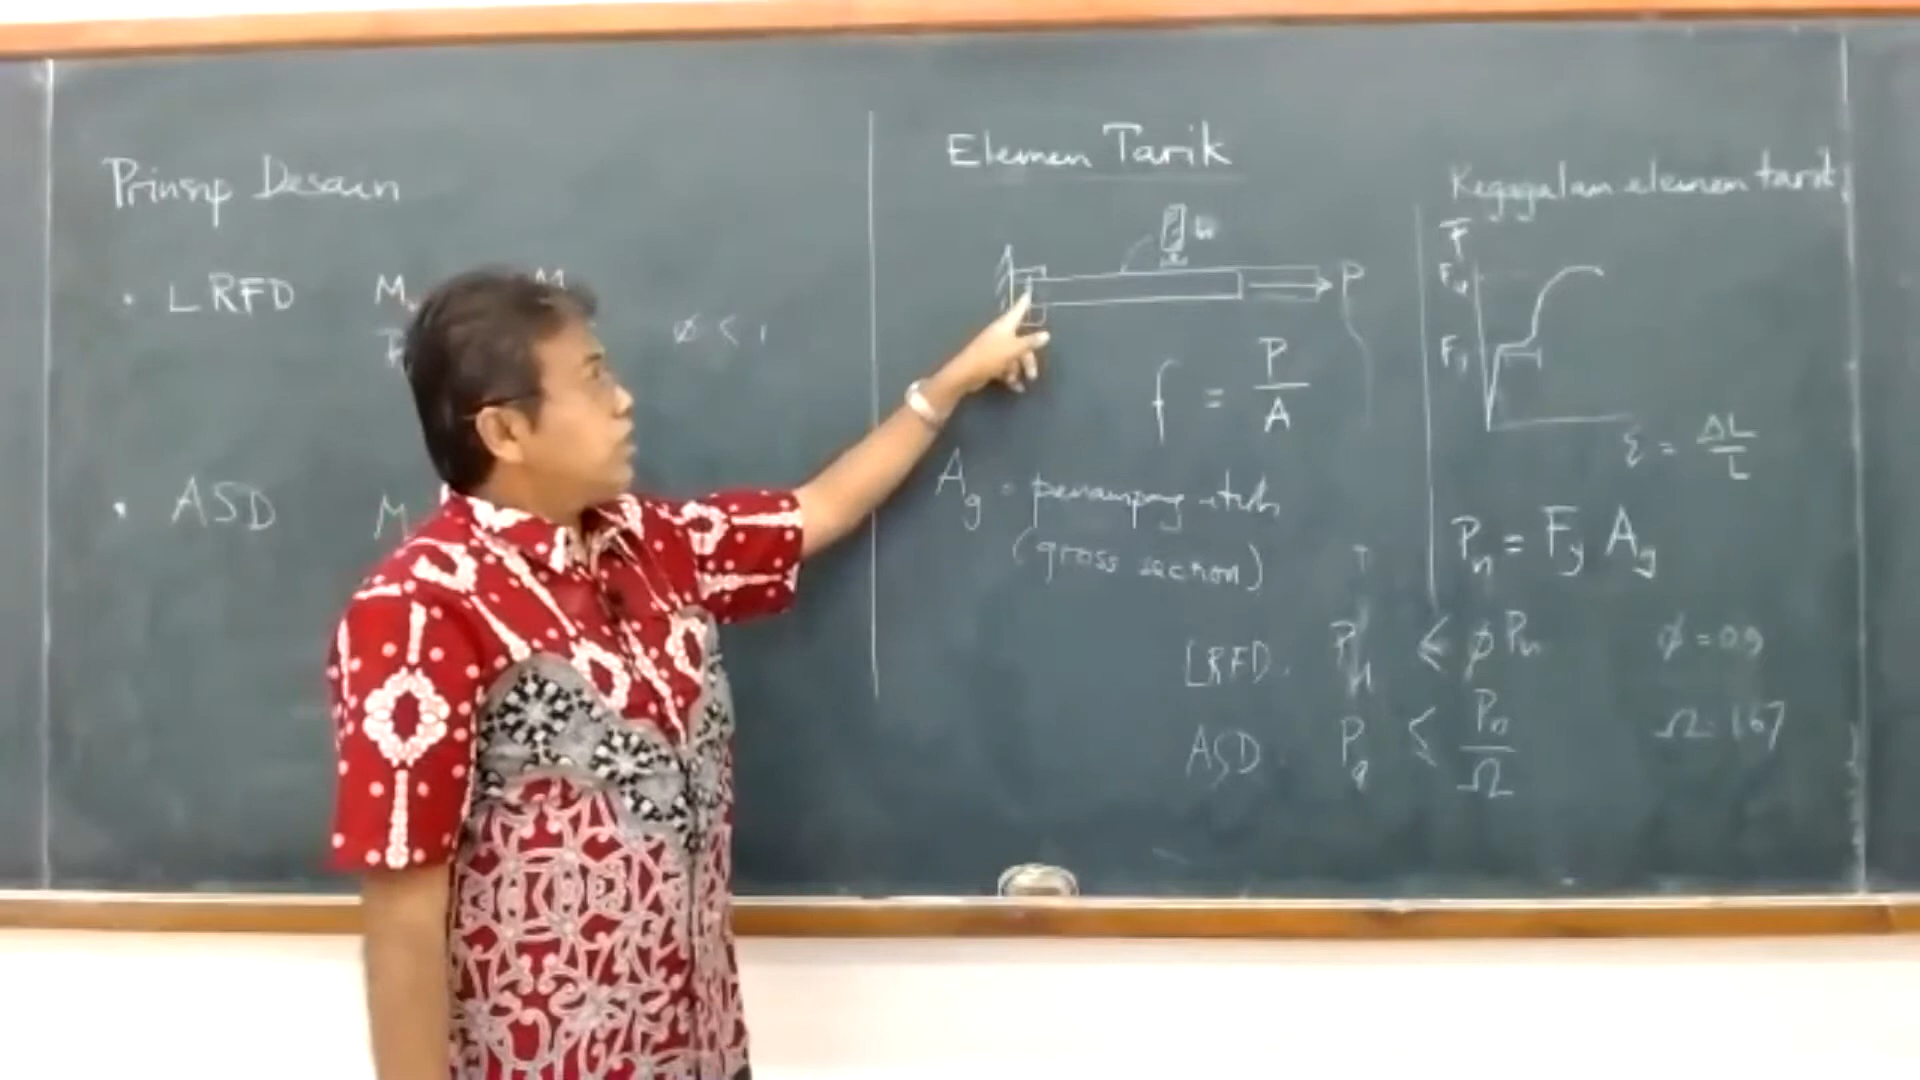 Prinsip Desain
• LRFD M M
φ < 1
• ASD M
Elemen Tarik
P
f = P / A
Ag = penampang utuh
(gross section)
LRFD. Pu ≤ φ Pn φ = 0.9
ASD Pa ≤ Pn / Ω Ω = 1.67
Kegagalan elemen tarik
F
Fu
Fy
ε = ΔL / L
Pn = Fy Ag